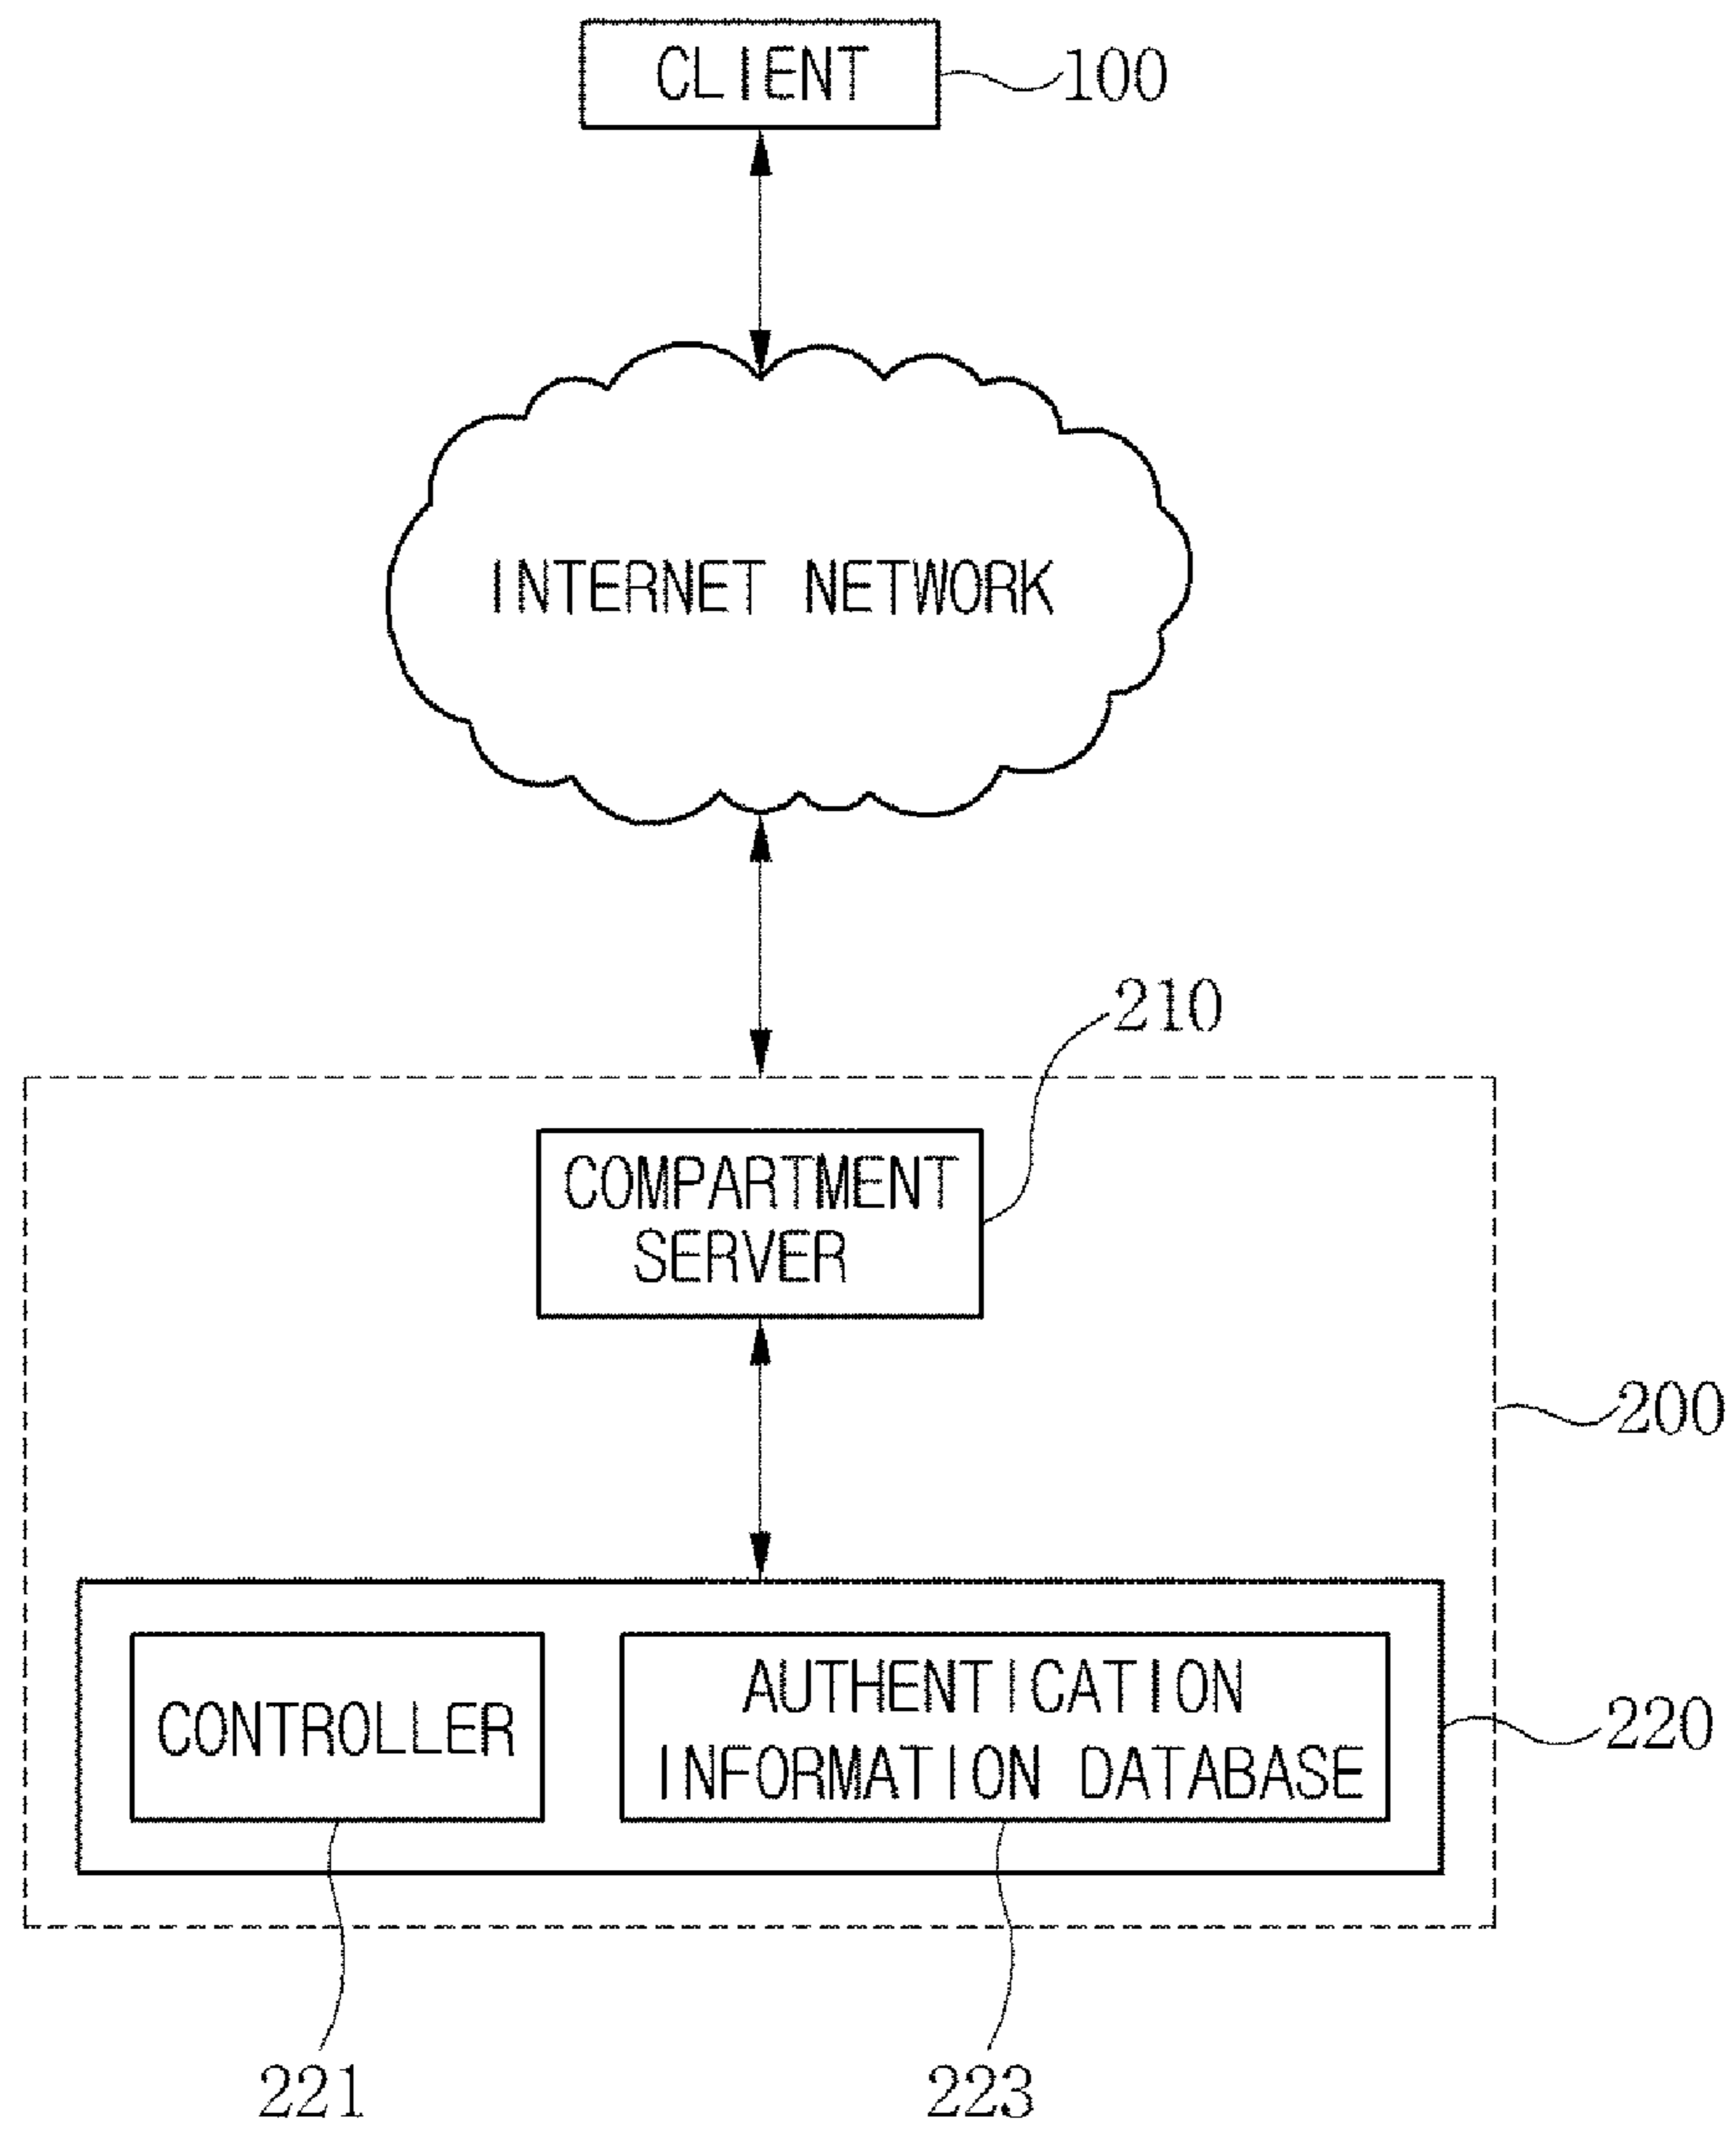 CLIENT
100
INTERNET NETWORK
210
COMPARTMENT
SERVER
200
CONTROLLER
AUTHENTICATION
INFORMATION DATABASE
220
221
223